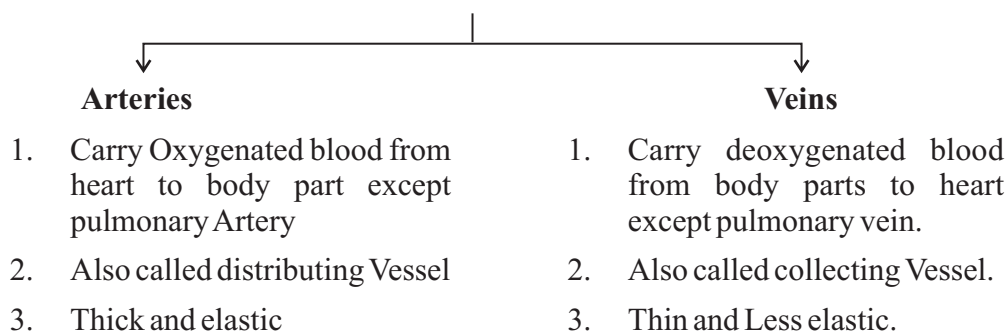 Arteries
1. Carry Oxygenated blood from
heart to body part except
pulmonary Artery
2. Also called distributing Vessel
3. Thick and elastic
Veins
1. Carry deoxygenated blood
from body parts to heart
except pulmonary vein.
2. Also called collecting Vessel.
3. Thin and Less elastic.